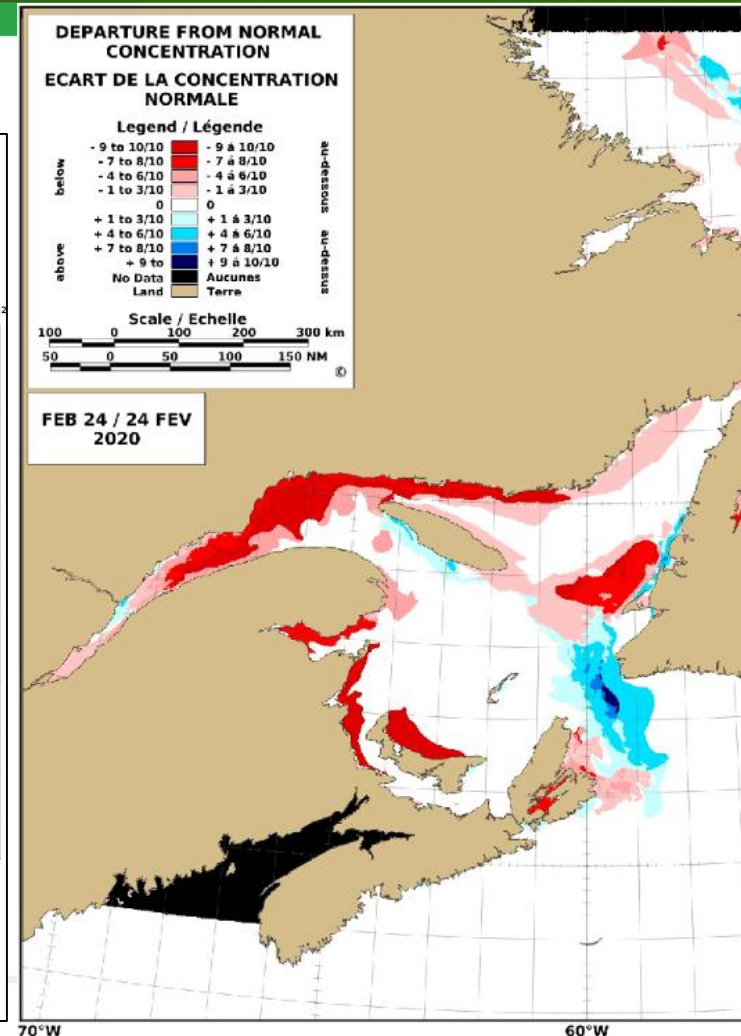 DEPARTURE FROM NORMAL
CONCENTRATION
ECART DE LA CONCENTRATION
NORMALE
Legend / Légende
below
above
- 9 to 10/10 - 9 à 10/10
- 7 to 8/10 - 7 à 8/10
- 4 to 6/10 - 4 à 6/10
- 1 to 3/10 - 1 à 3/10
0 0
+ 1 to 3/10 + 1 à 3/10
+ 4 to 6/10 + 4 à 6/10
+ 7 to 8/10 + 7 à 8/10
+ 9 to + 9 à 10/10
No Data Aucunes
Land Terre
au-dessous
au-dessus
Scale / Echelle
100 0 100 200 300 km
50 0 50 100 150 NM
©
FEB 24 / 24 FEV
2020
2
70°W 60°W